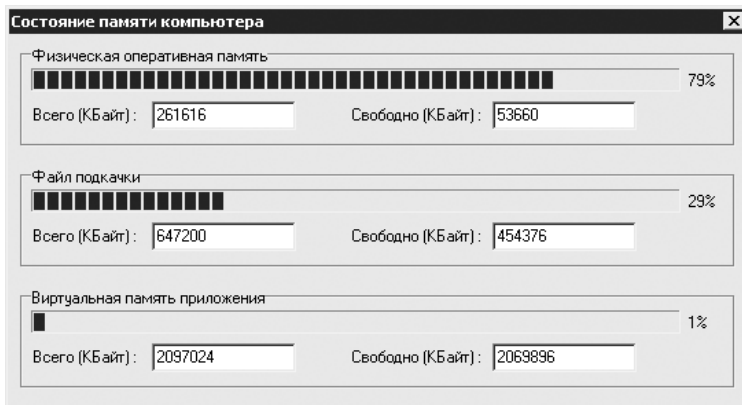 Состояние памяти компьютера
Физическая оперативная память
79%
Всего (КБайт) : 261616 Свободно (КБайт) : 53660
Файл подкачки
29%
Всего (КБайт) : 647200 Свободно (КБайт) : 454376
Виртуальная память приложения
1%
Всего (КБайт) : 2097024 Свободно (КБайт) : 2069896